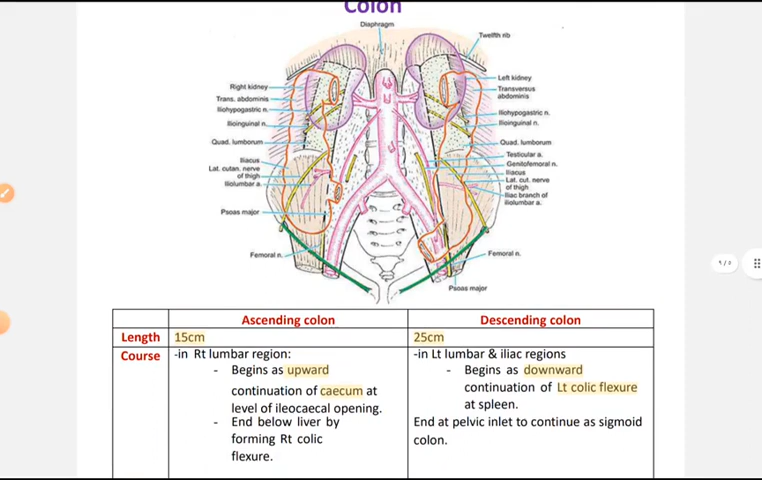 Colon
Diaphragm
Twelfth rib
Right kidney
Trans. abdominis
Iliohypogastric n.
Ilioinguinal n.
Quad. lumborum
Iliacus
Lat. cutan. nerve
of thigh
Iliolumbar a.
Psoas major
Femoral n.
Left kidney
Transversus
abdominis
Iliohypogastric n.
Ilioinguinal n.
Quad. lumborum
Testicular a.
Genitofemoral n.
Iliacus
Lat. cut. nerve
of thigh
Iliac branch of
iliolumbar a.
Femoral n.
Psoas major
Ascending colon Descending colon
Length 15cm 25cm
Course
-in Rt lumbar region:
- Begins as upward
continuation of caecum at
level of ileocaecal opening.
- End below liver by
forming Rt colic
flexure.
-in Lt lumbar & iliac regions
- Begins as downward
continuation of Lt colic flexure
at spleen.
End at pelvic inlet to continue as sigmoid
colon.